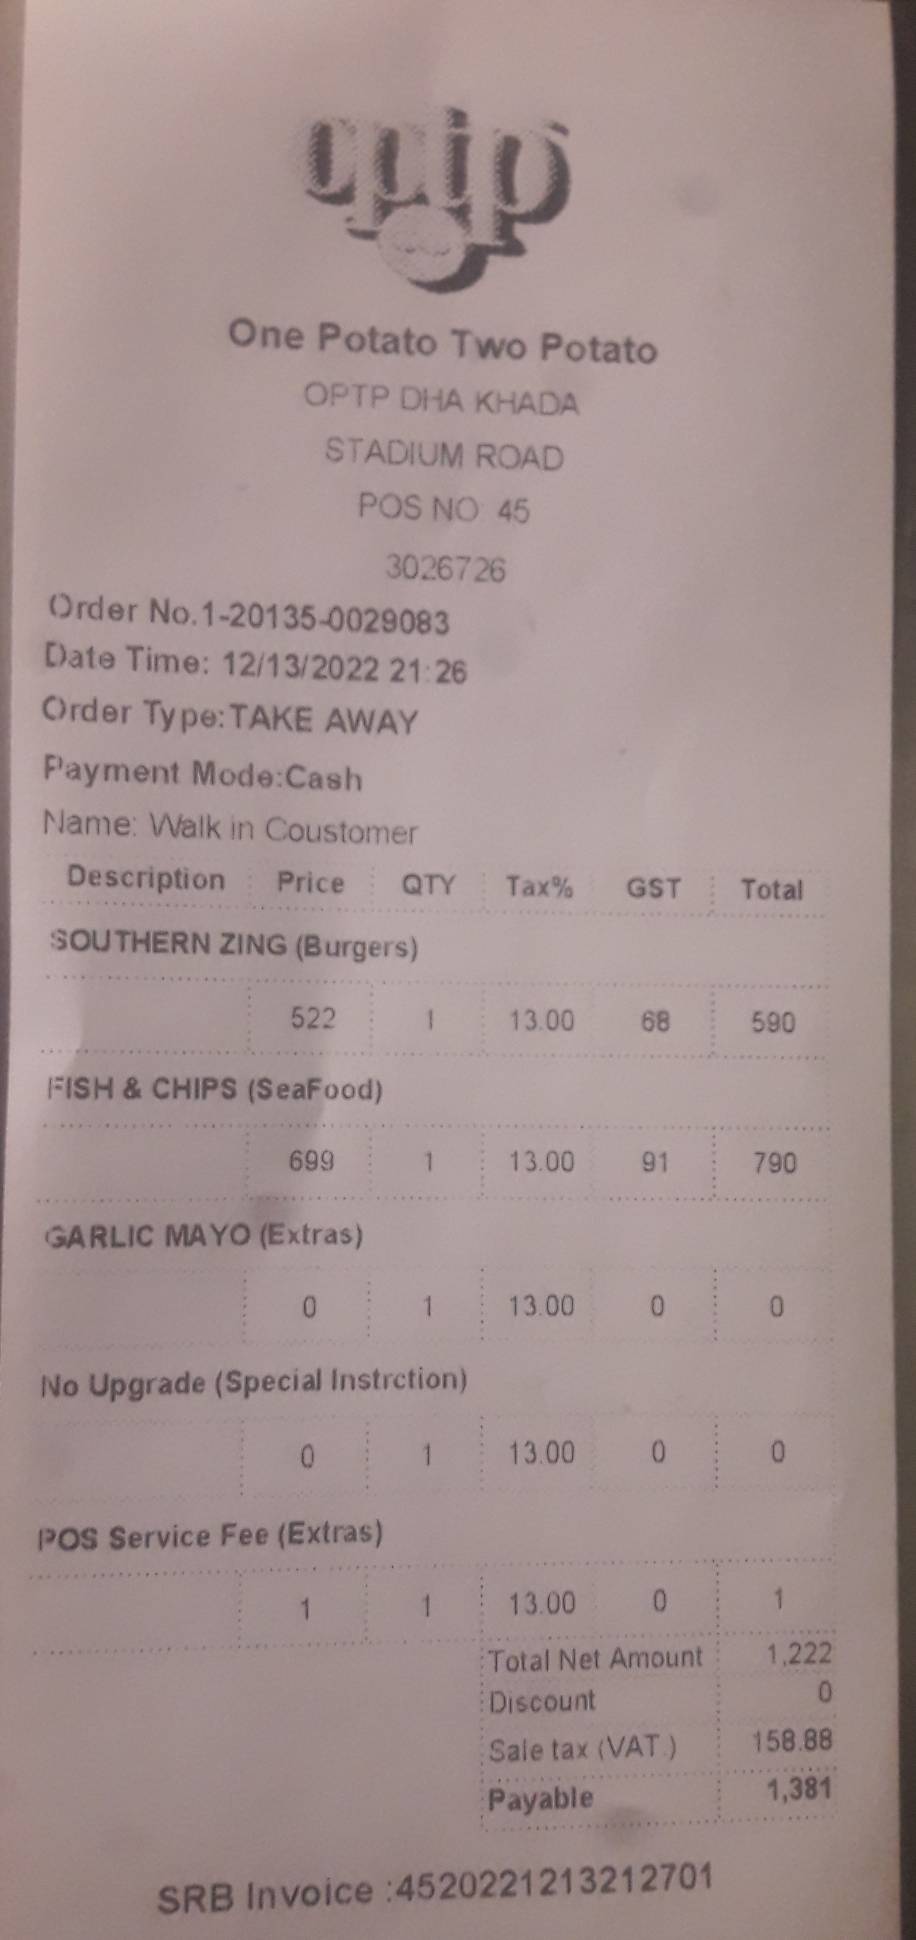 optp
One Potato Two Potato
OPTP DHA KHADA
STADIUM ROAD
POS NO 45
3026726
Order No.1-20135-0029083
Date Time: 12/13/2022 21:26
Order Type:TAKE AWAY
Payment Mode:Cash
Name: Walk in Coustomer
Description Price QTY Tax% GST Total
SOUTHERN ZING (Burgers)
522 1 13.00 68 590
FISH & CHIPS (SeaFood)
699 1 13.00 91 790
GARLIC MAYO (Extras)
0 1 13.00 0 0
No Upgrade (Special Instrction)
0 1 13.00 0 0
POS Service Fee (Extras)
1 1 13.00 0 1
Total Net Amount 1,222
Discount 0
Sale tax (VAT.) 158.88
Payable 1,381
SRB Invoice :4520221213212701